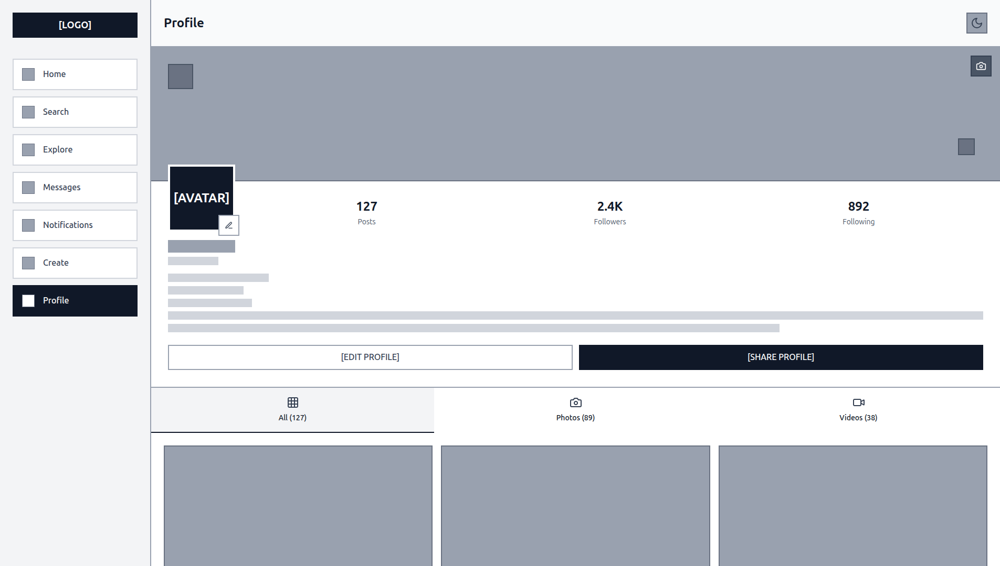 [LOGO]
Home
Search
Explore
Messages
Notifications
Create
Profile
Profile
[AVATAR]
127
Posts
2.4K
Followers
892
Following
[EDIT PROFILE]
[SHARE PROFILE]
All (127)
Photos (89)
Videos (38)